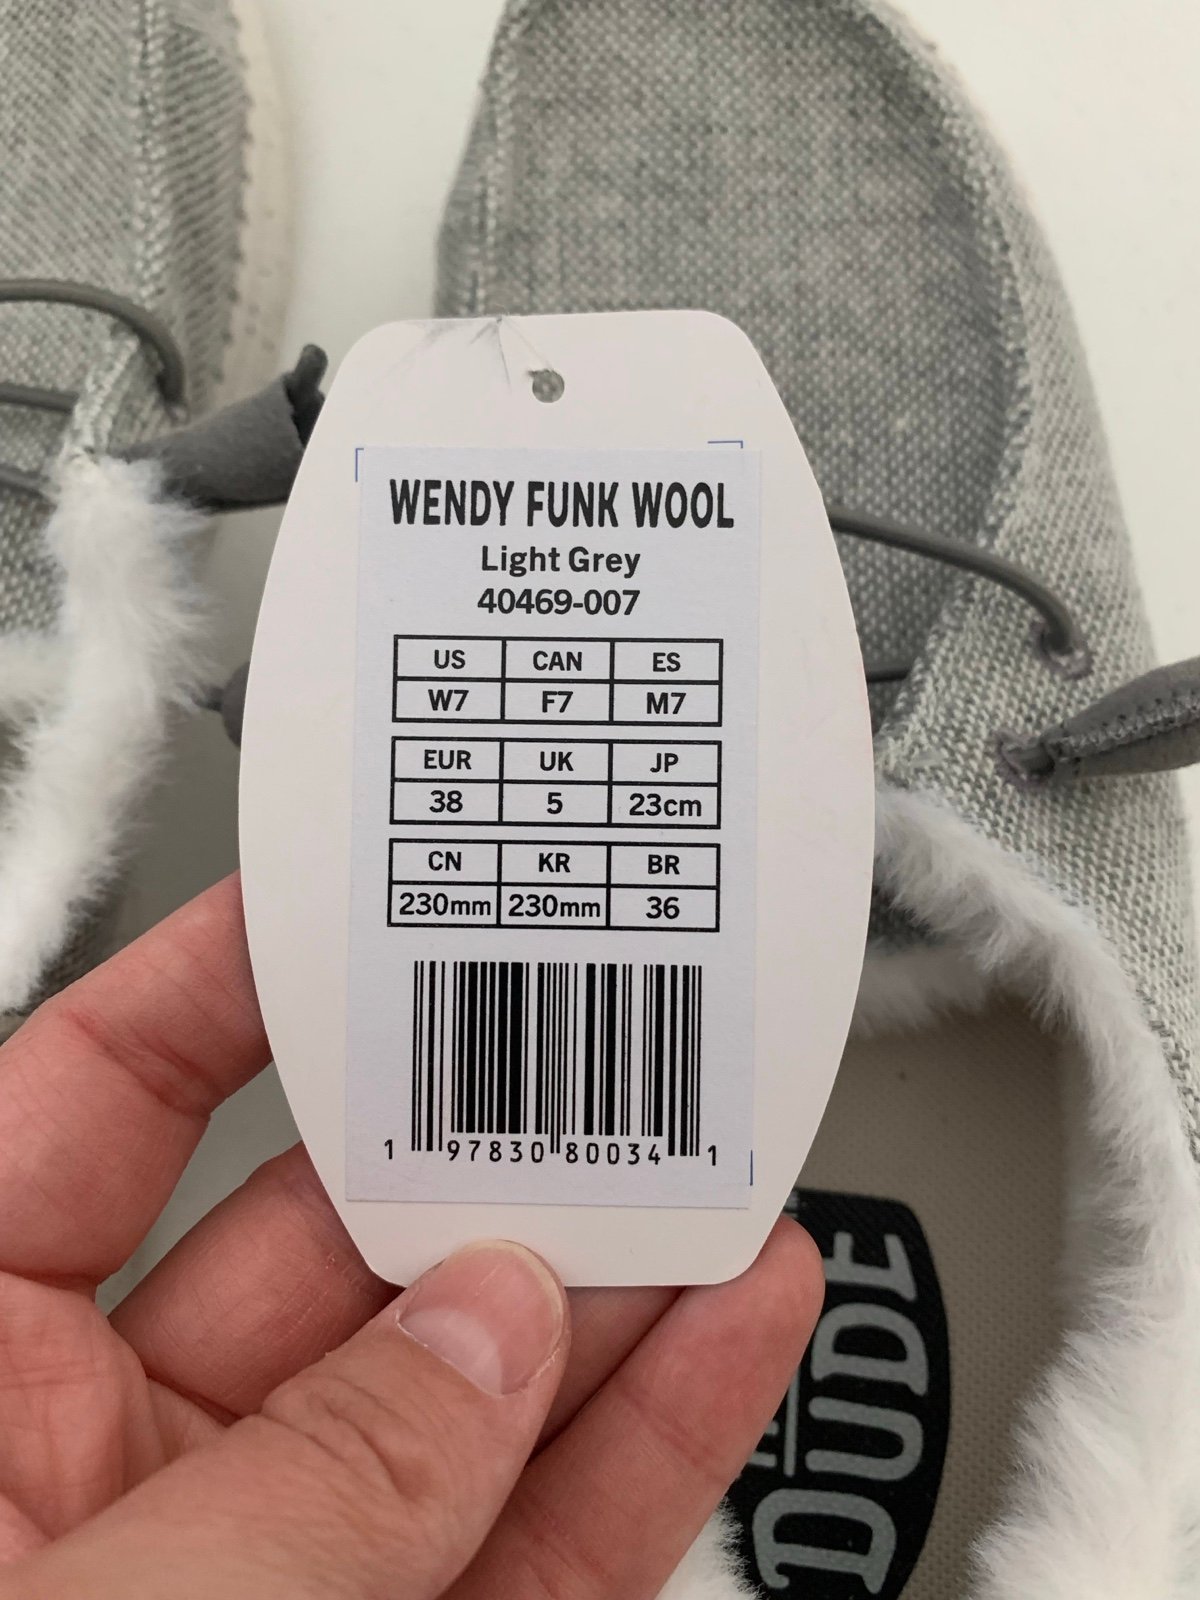 WENDY FUNK WOOL
Light Grey
40469-007
US CAN ES
W7 F7 M7
EUR UK JP
38 5 23cm
CN KR BR
230mm 230mm 36
1 97830 80034 1
DUDE